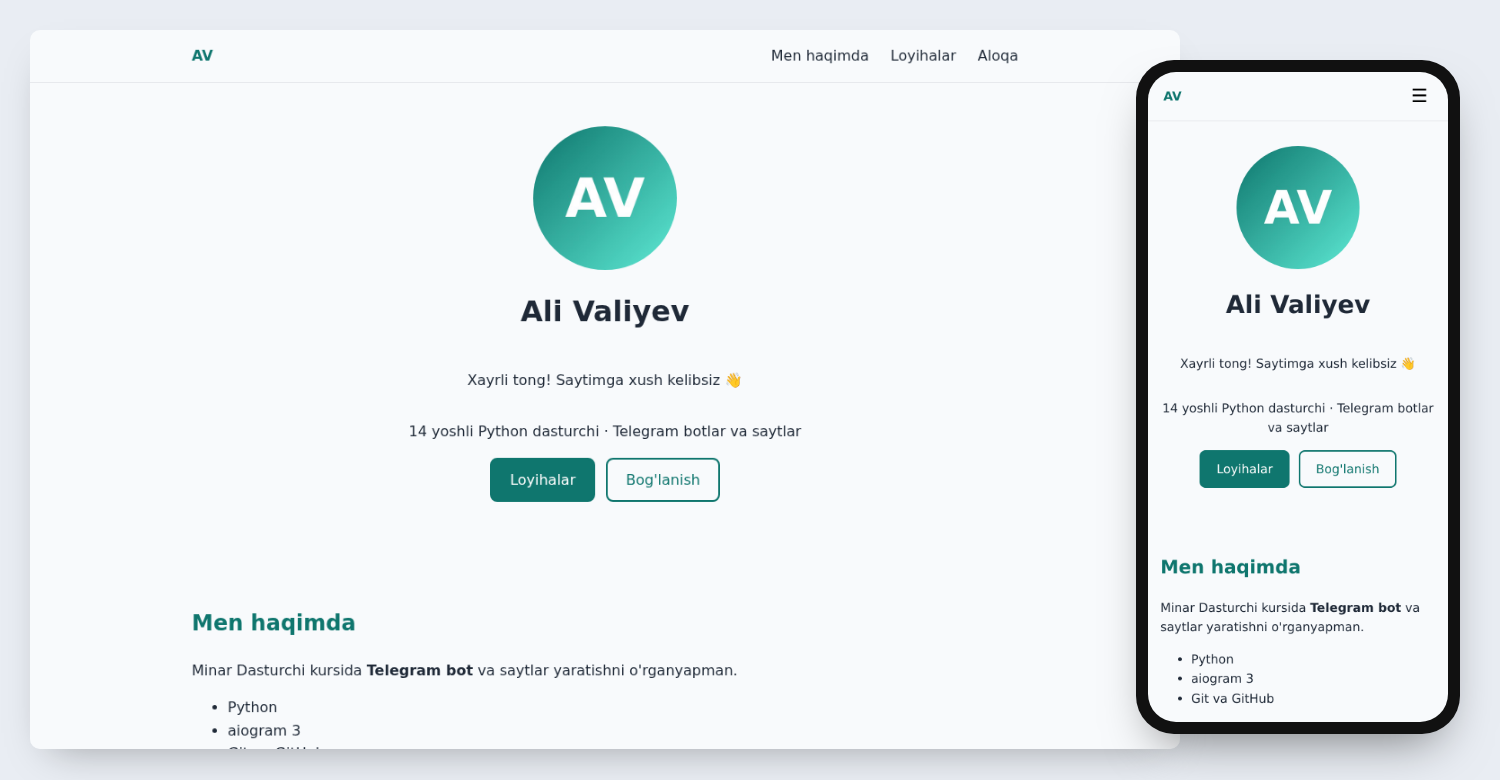 AV
Men haqimda Loyihalar Aloqa
AV
Ali Valiyev
Xayrli tong! Saytimga xush kelibsiz 👋
14 yoshli Python dasturchi · Telegram botlar va saytlar
Loyihalar Bog'lanish
Men haqimda
Minar Dasturchi kursida Telegram bot va saytlar yaratishni o'rganyapman.
• Python
• aiogram 3
AV ☰
AV
Ali Valiyev
Xayrli tong! Saytimga xush kelibsiz 👋
14 yoshli Python dasturchi · Telegram botlar
va saytlar
Loyihalar Bog'lanish
Men haqimda
Minar Dasturchi kursida Telegram bot va
saytlar yaratishni o'rganyapman.
• Python
• aiogram 3
• Git va GitHub